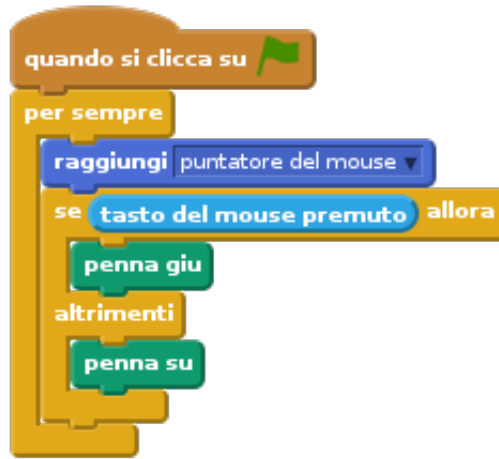 quando si clicca su
per sempre
raggiungi puntatore del mouse
se tasto del mouse premuto allora
penna giu
altrimenti
penna su